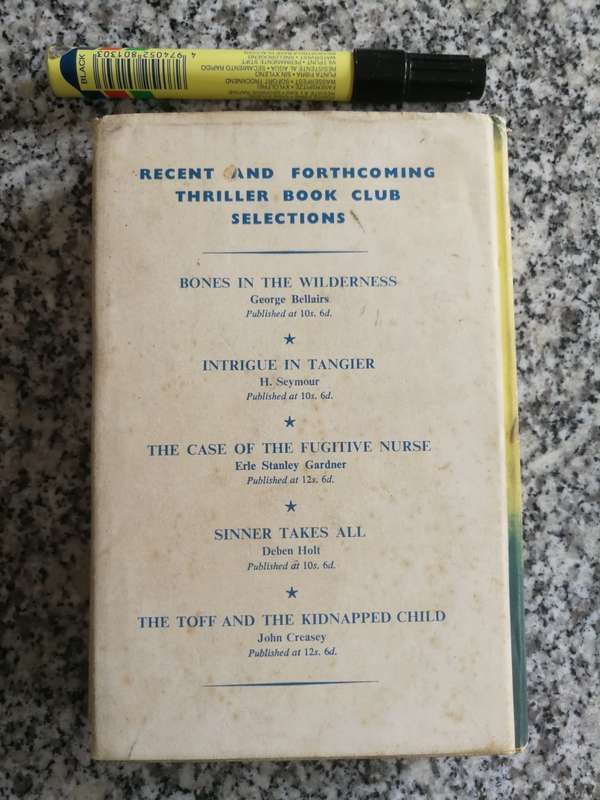 BLACK
4 974052 801303
RECENT AND FORTHCOMING
THRILLER BOOK CLUB
SELECTIONS
BONES IN THE WILDERNESS
George Bellairs
Published at 10s. 6d.
★
INTRIGUE IN TANGIER
H. Seymour
Published at 10s. 6d.
★
THE CASE OF THE FUGITIVE NURSE
Erle Stanley Gardner
Published at 12s. 6d.
★
SINNER TAKES ALL
Deben Holt
Published at 10s. 6d.
★
THE TOFF AND THE KIDNAPPED CHILD
John Creasey
Published at 12s. 6d.